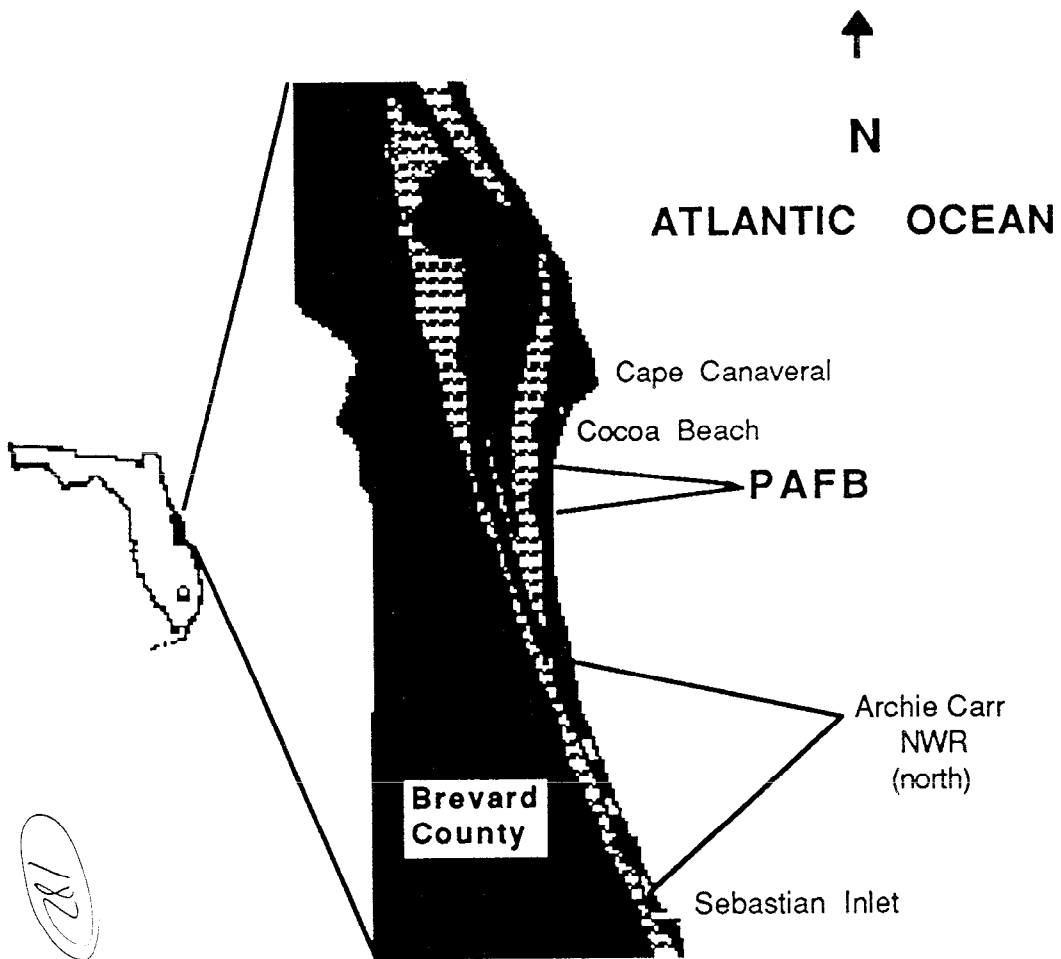 N
ATLANTIC OCEAN
Cape Canaveral
Cocoa Beach
PAFB
Archie Carr
NWR
(north)
Brevard
County
Sebastian Inlet